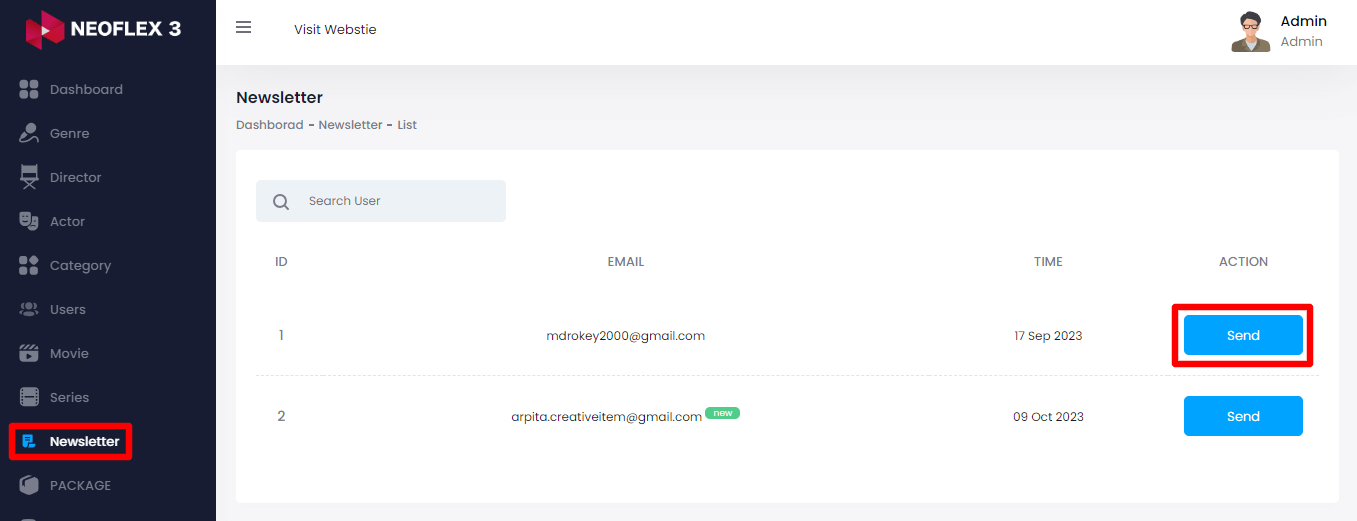 NEOFLEX 3
Dashboard
Genre
Director
Actor
Category
Users
Movie
Series
Newsletter
PACKAGE
Visit Webstie
Admin
Admin
Newsletter
Dashborad - Newsletter - List
Search User
ID EMAIL TIME ACTION
1 mdrokey2000@gmail.com 17 Sep 2023 Send
2 arpita.creativeitem@gmail.com new 09 Oct 2023 Send